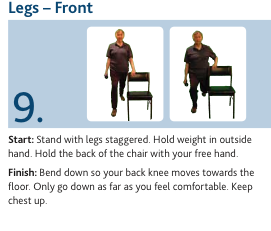 Legs – Front
9.
Start: Stand with legs staggered. Hold weight in outside
hand. Hold the back of the chair with your free hand.
Finish: Bend down so your back knee moves towards the
floor. Only go down as far as you feel comfortable. Keep
chest up.